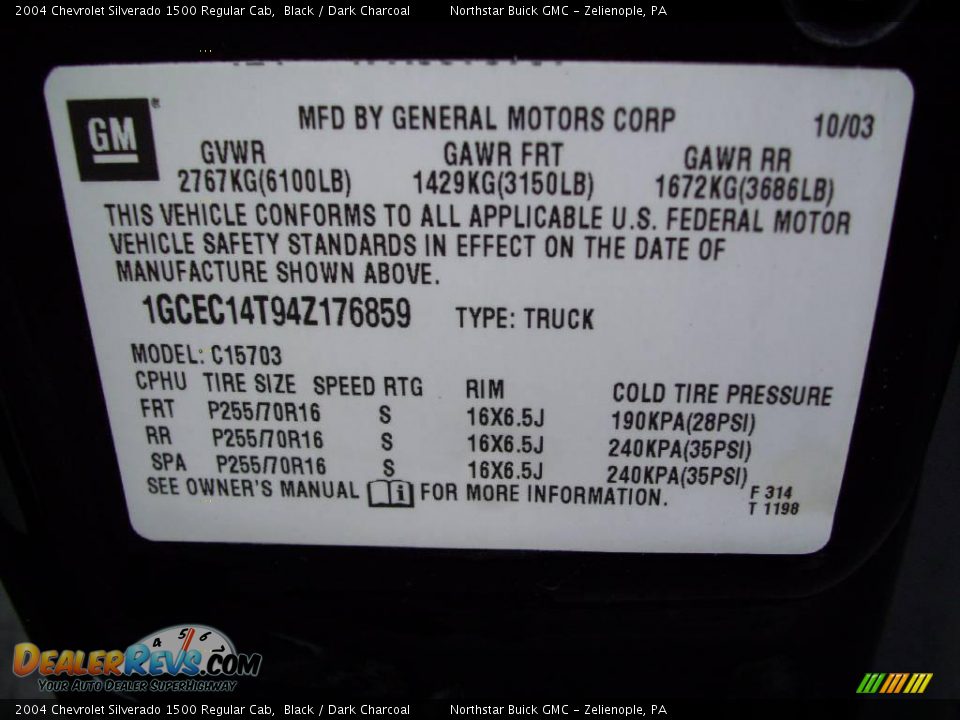 2004 Chevrolet Silverado 1500 Regular Cab, Black / Dark Charcoal Northstar Buick GMC - Zelienople, PA
GM ®
MFD BY GENERAL MOTORS CORP 10/03
GVWR GAWR FRT GAWR RR
2767KG(6100LB) 1429KG(3150LB) 1672KG(3686LB)
THIS VEHICLE CONFORMS TO ALL APPLICABLE U.S. FEDERAL MOTOR
VEHICLE SAFETY STANDARDS IN EFFECT ON THE DATE OF
MANUFACTURE SHOWN ABOVE.
1GCEC14T94Z176859 TYPE: TRUCK
MODEL: C15703
CPHU TIRE SIZE SPEED RTG RIM COLD TIRE PRESSURE
FRT P255/70R16 S 16X6.5J 190KPA(28PSI)
RR P255/70R16 S 16X6.5J 240KPA(35PSI)
SPA P255/70R16 S 16X6.5J 240KPA(35PSI)
SEE OWNER'S MANUAL i FOR MORE INFORMATION.
F 314
T 1198
4 5 6
DEALERREVS.COM
YOUR AUTO DEALER SUPERHIGHWAY
2004 Chevrolet Silverado 1500 Regular Cab, Black / Dark Charcoal Northstar Buick GMC - Zelienople, PA